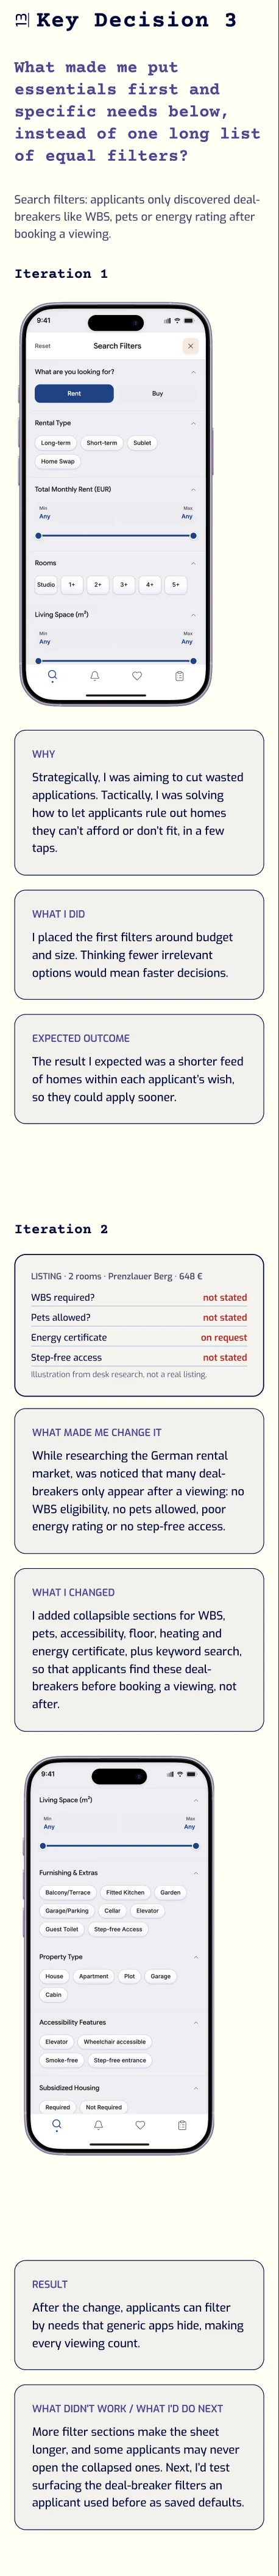 13 Key Decision 3
What made me put
essentials first and
specific needs below,
instead of one long list
of equal filters?
Search filters: applicants only discovered deal-
breakers like WBS, pets or energy rating after
booking a viewing.
Iteration 1
9:41
Reset Search Filters
What are you looking for?
Rent Buy
Rental Type
Long-term Short-term Sublet
Home Swap
Total Monthly Rent (EUR)
Min Max
Any Any
Rooms
Studio 1+ 2+ 3+ 4+ 5+
Living Space (m²)
Min Max
Any Any
WHY
Strategically, I was aiming to cut wasted
applications. Tactically, I was solving
how to let applicants rule out homes
they can't afford or don't fit, in a few
taps.
WHAT I DID
I placed the first filters around budget
and size. Thinking fewer irrelevant
options would mean faster decisions.
EXPECTED OUTCOME
The result I expected was a shorter feed
of homes within each applicant's wish,
so they could apply sooner.
Iteration 2
LISTING · 2 rooms · Prenzlauer Berg · 648 €
WBS required? not stated
Pets allowed? not stated
Energy certificate on request
Step-free access not stated
Illustration from desk research, not a real listing.
WHAT MADE ME CHANGE IT
While researching the German rental
market, was noticed that many deal-
breakers only appear after a viewing: no
WBS eligibility, no pets allowed, poor
energy rating or no step-free access.
WHAT I CHANGED
I added collapsible sections for WBS,
pets, accessibility, floor, heating and
energy certificate, plus keyword search,
so that applicants find these deal-
breakers before booking a viewing, not
after.
9:41
Living Space (m²)
Min Max
Any Any
Furnishing & Extras
Balcony/Terrace Fitted Kitchen Garden
Garage/Parking Cellar Elevator
Guest Toilet Step-free Access
Property Type
House Apartment Plot Garage
Cabin
Accessibility Features
Elevator Wheelchair accessible
Smoke-free Step-free entrance
Subsidized Housing
Required Not Required
RESULT
After the change, applicants can filter
by needs that generic apps hide, making
every viewing count.
WHAT DIDN'T WORK / WHAT I'D DO NEXT
More filter sections make the sheet
longer, and some applicants may never
open the collapsed ones. Next, I'd test
surfacing the deal-breaker filters an
applicant used before as saved defaults.